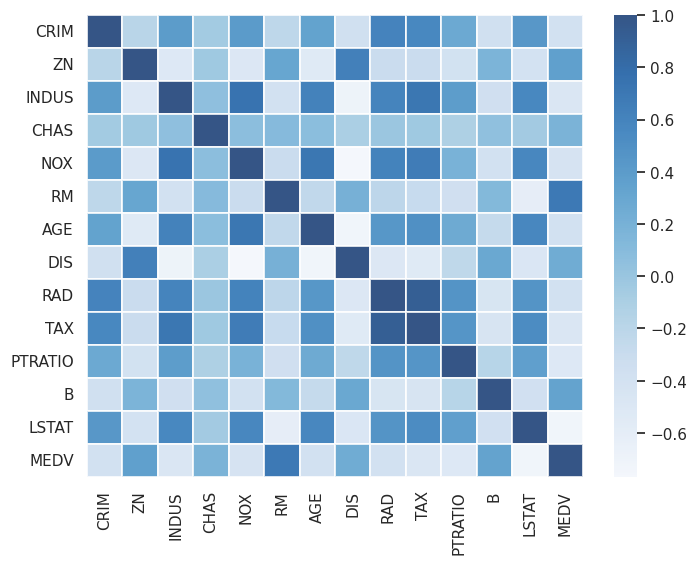 CRIM
ZN
INDUS
CHAS
NOX
RM
AGE
DIS
RAD
TAX
PTRATIO
B
LSTAT
MEDV
CRIM
ZN
INDUS
CHAS
NOX
RM
AGE
DIS
RAD
TAX
PTRATIO
B
LSTAT
MEDV
1.0
0.8
0.6
0.4
0.2
0.0
−0.2
−0.4
−0.6